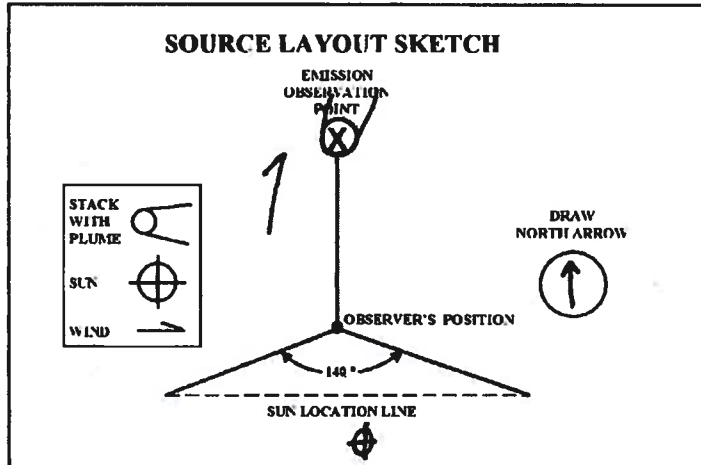 SOURCE LAYOUT SKETCH
EMISSION
OBSERVATION
POINT
X
STACK
WITH
PLUME
SUN
WIND
DRAW
NORTH ARROW
OBSERVER'S POSITION
140°
SUN LOCATION LINE